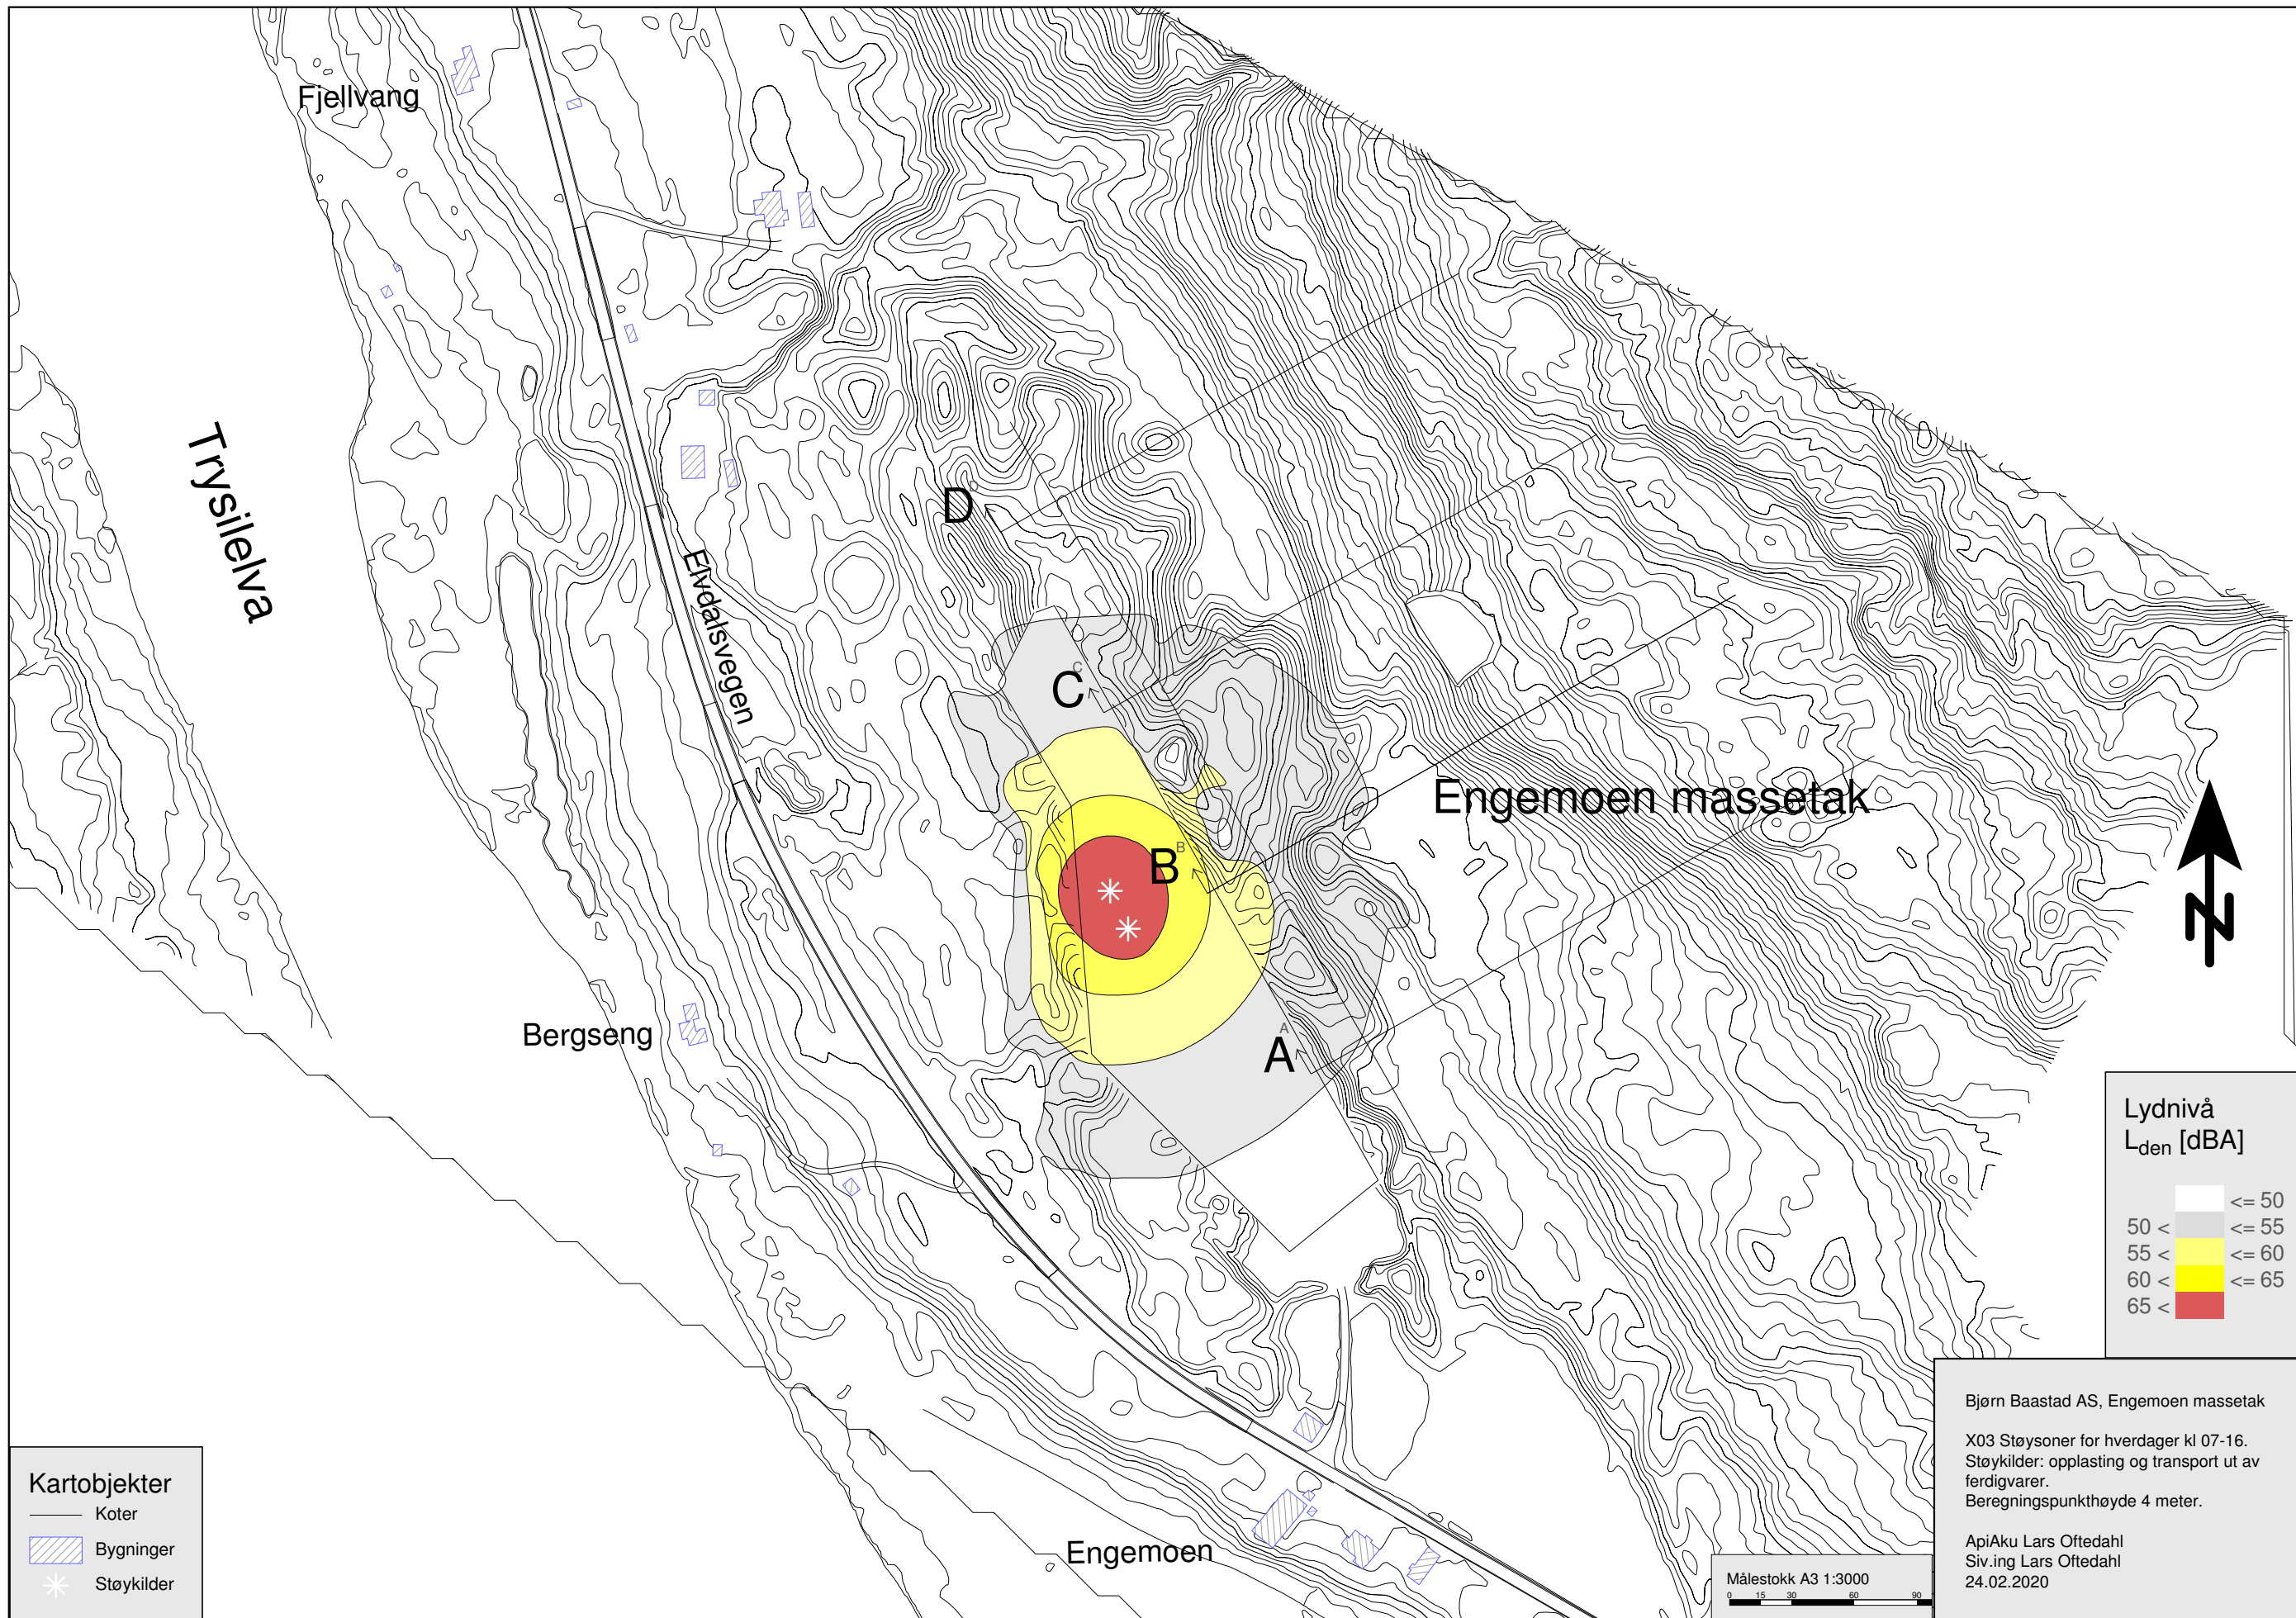 Fjellvang
Trysilelva
Elvdalsvegen
D
D
C
C
B
B
A
A
Engemoen massetak
N
Bergseng
Engemoen
Lydnivå
Lden [dBA]
<= 50
50 < <= 55
55 < <= 60
60 < <= 65
65 <
Kartobjekter
Koter
Bygninger
Støykilder
Bjørn Baastad AS, Engemoen massetak
X03 Støysoner for hverdager kl 07-16.
Støykilder: opplasting og transport ut av
ferdigvarer.
Beregningspunkthøyde 4 meter.
ApiAku Lars Oftedahl
Siv.ing Lars Oftedahl
24.02.2020
Målestokk A3 1:3000
0 15 30 60 90